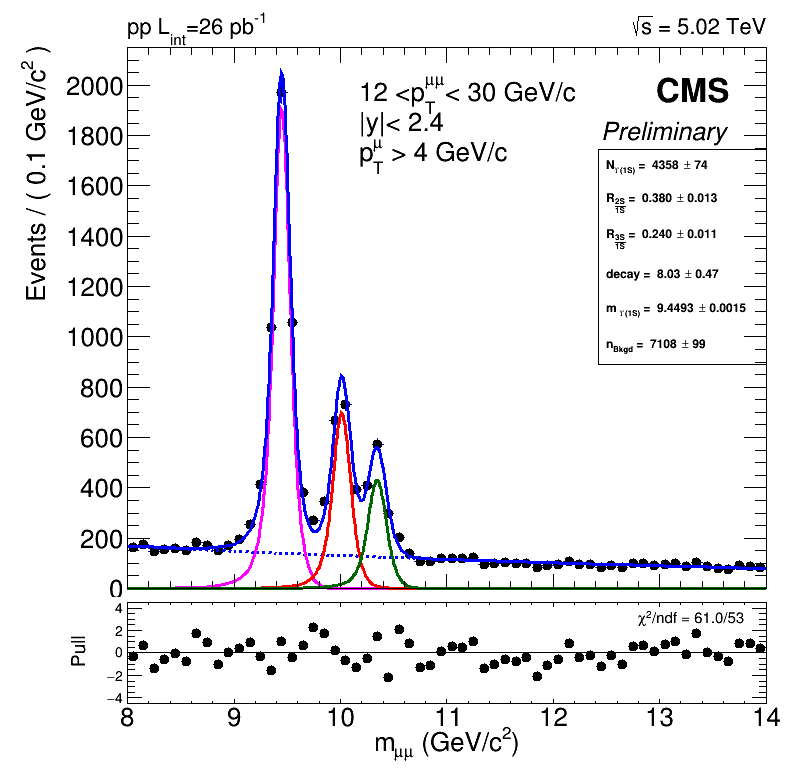 pp L_int=26 pb^-1
√s = 5.02 TeV
12 <p_T^μμ< 30 GeV/c
|y|< 2.4
p_T^μ > 4 GeV/c
CMS
Preliminary
N_ϒ(1S) = 4358 ± 74
R_2S/1S = 0.380 ± 0.013
R_3S/1S = 0.240 ± 0.011
decay = 8.03 ± 0.47
m_ϒ(1S) = 9.4493 ± 0.0015
n_Bkgd = 7108 ± 99
Events / ( 0.1 GeV/c^2 )
2000
1800
1600
1400
1200
1000
800
600
400
200
0
χ^2/ndf = 61.0/53
Pull
4
2
0
−2
−4
8 9 10 11 12 13 14
m_μμ (GeV/c^2)